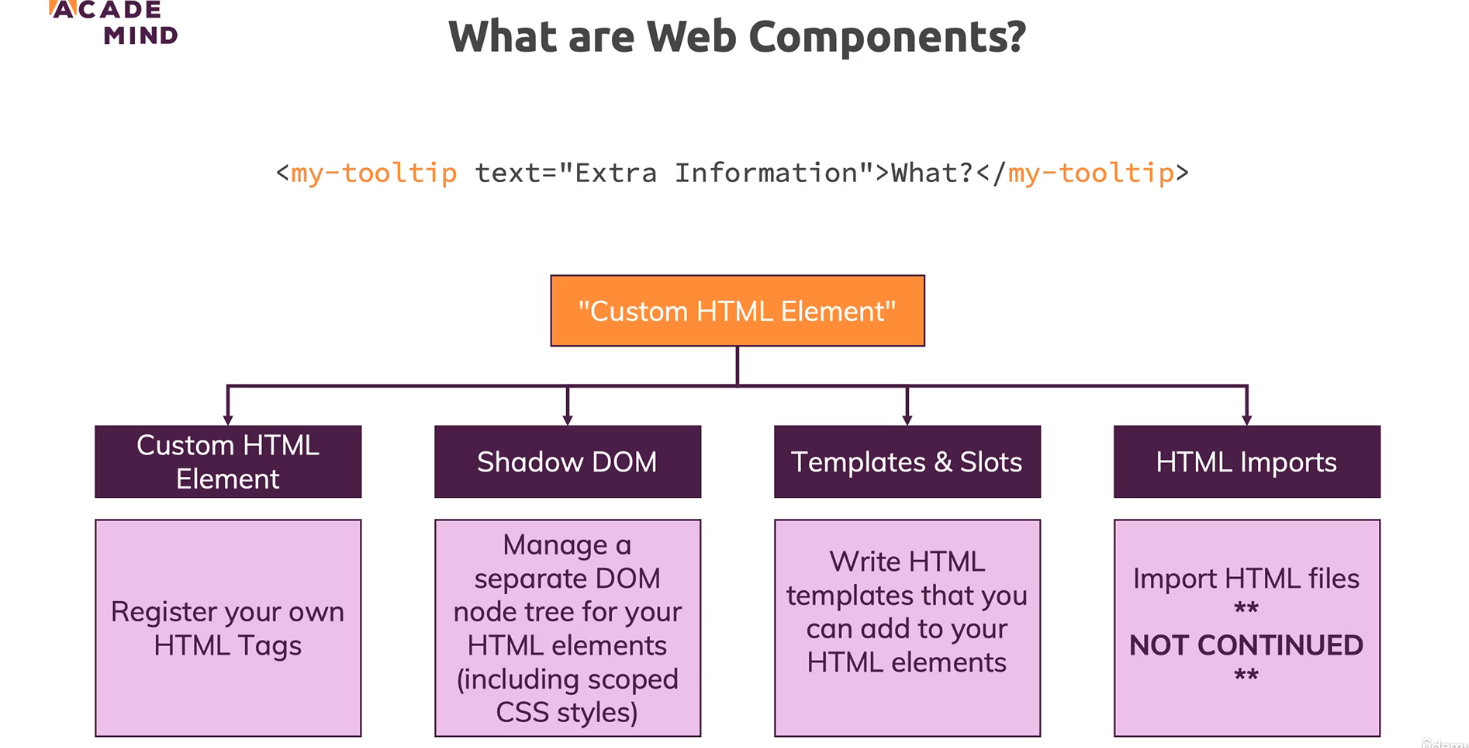 ACADE
MIND
What are Web Components?
<my-tooltip text="Extra Information">What?</my-tooltip>
"Custom HTML Element"
Custom HTML
Element
Shadow DOM
Templates & Slots
HTML Imports
Register your own
HTML Tags
Manage a
separate DOM
node tree for your
HTML elements
(including scoped
CSS styles)
Write HTML
templates that you
can add to your
HTML elements
Import HTML files
**
NOT CONTINUED
**